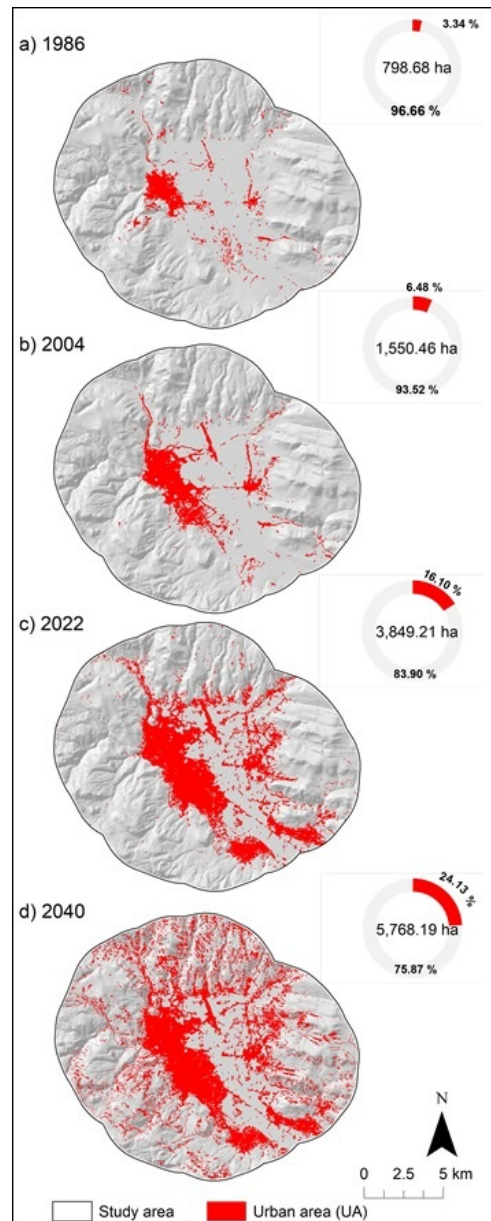 a) 1986
3.34 %
798.68 ha
96.66 %
b) 2004
6.48 %
1,550.46 ha
93.52 %
c) 2022
16.10 %
3,849.21 ha
83.90 %
d) 2040
24.13 %
5,768.19 ha
75.87 %
N
0 2.5 5 km
Study area Urban area (UA)